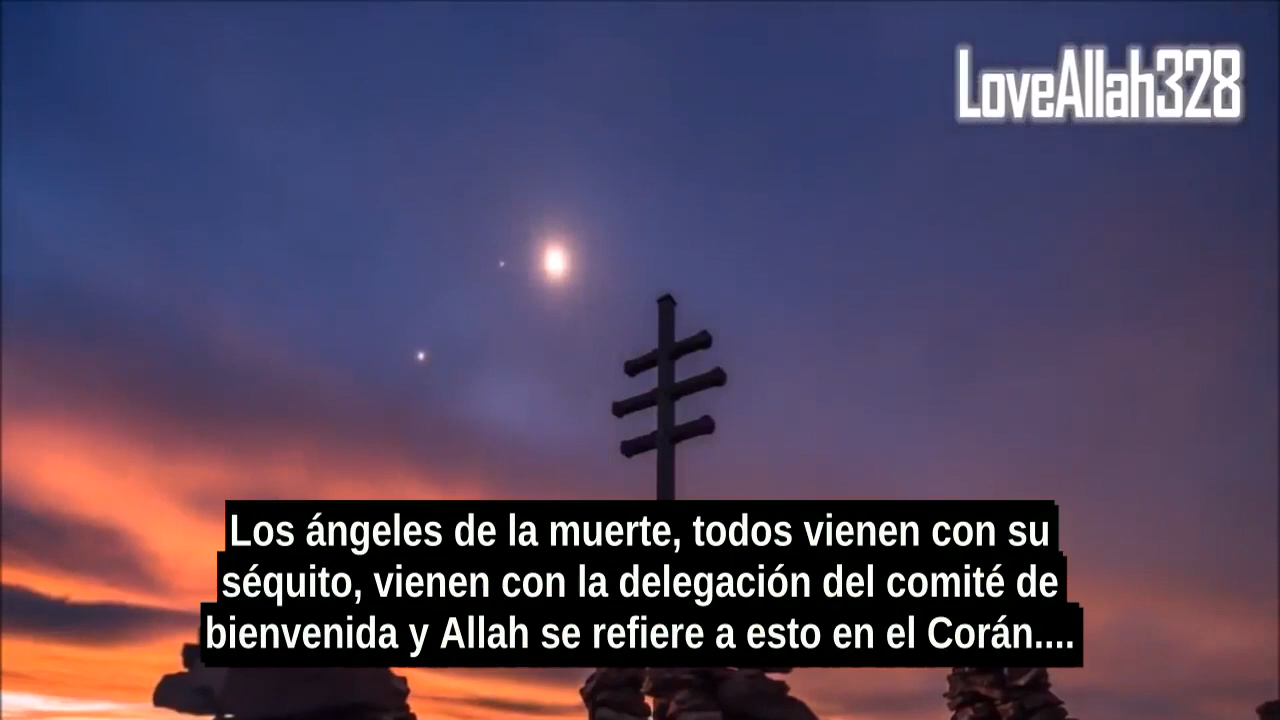 LoveAllah328
Los ángeles de la muerte, todos vienen con su
séquito, vienen con la delegación del comité de
bienvenida y Allah se refiere a esto en el Corán....